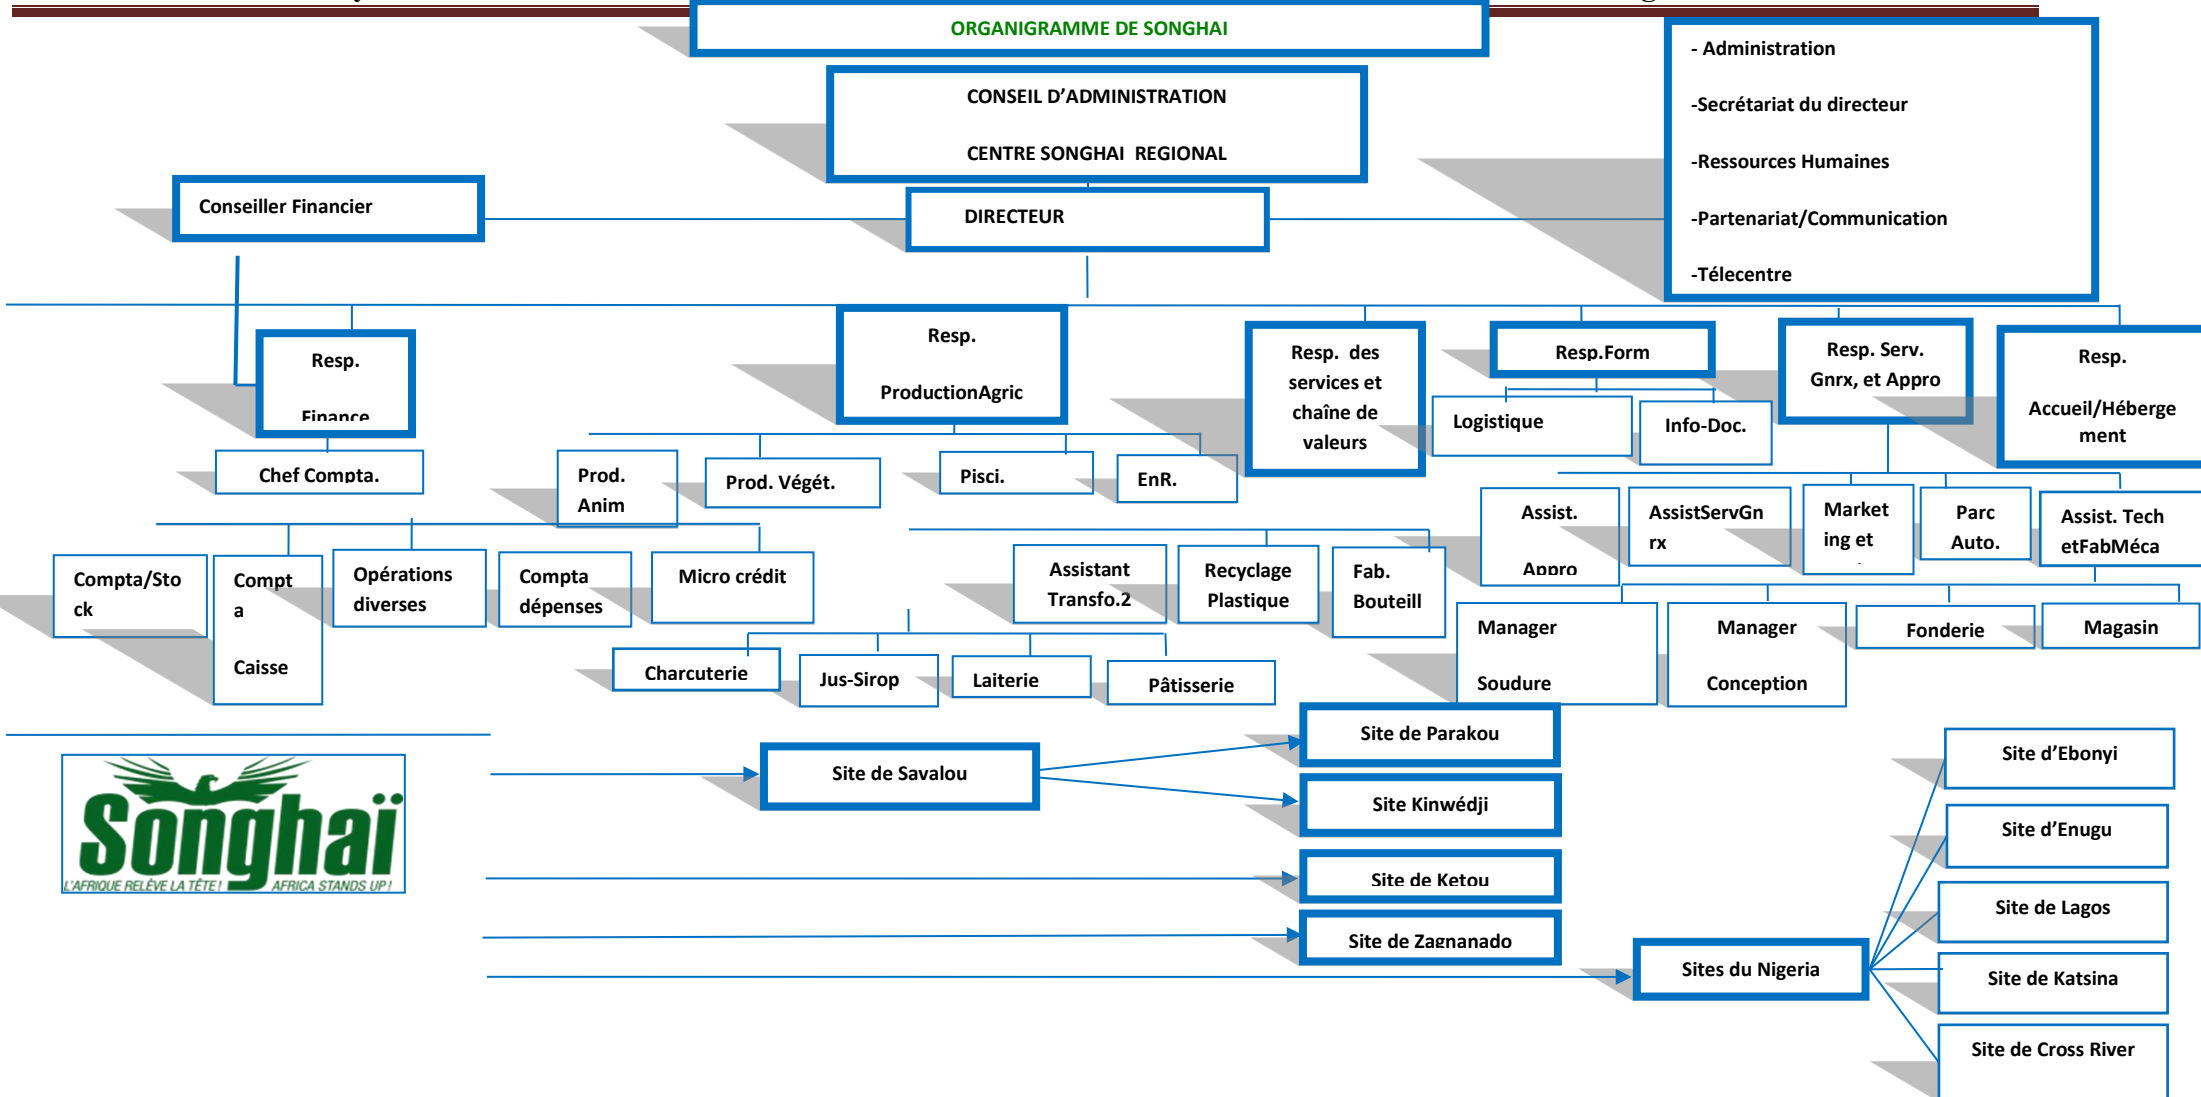 ORGANIGRAMME DE SONGHAI
CONSEIL D’ADMINISTRATION
CENTRE SONGHAI REGIONAL
- Administration
-Secrétariat du directeur
-Ressources Humaines
-Partenariat/Communication
-Télecentre
Conseiller Financier
DIRECTEUR
Resp.
Finance
Resp.
ProductionAgric
Resp. des
services et
chaîne de
valeurs
Resp.Form
Resp. Serv.
Gnrx, et Appro
Resp.
Accueil/Héberge
ment
Logistique
Info-Doc.
Chef Compta.
Prod.
Anim
Prod. Végét.
Pisci.
EnR.
Assist.
Appro
AssistServGn
rx
Market
ing et
Parc
Auto.
Assist. Tech
etFabMéca
Compta/Sto
ck
Compt
a
Caisse
Opérations
diverses
Compta
dépenses
Micro crédit
Assistant
Transfo.2
Recyclage
Plastique
Fab.
Bouteill
Manager
Soudure
Manager
Conception
Fonderie
Magasin
Charcuterie
Jus-Sirop
Laiterie
Pâtisserie
Songhaï
L'AFRIQUE RELÈVE LA TÊTE ! AFRICA STANDS UP !
Site de Savalou
Site de Parakou
Site Kinwédji
Site de Ketou
Site de Zagnanado
Sites du Nigeria
Site d’Ebonyi
Site d’Enugu
Site de Lagos
Site de Katsina
Site de Cross River